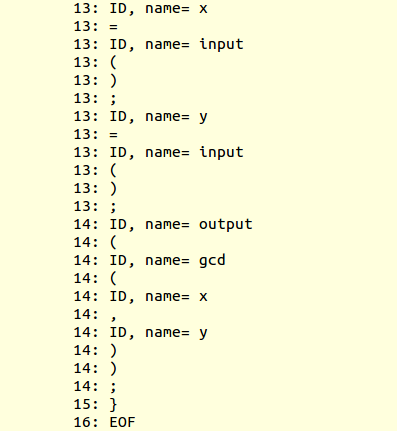 13: ID, name= x
13: =
13: ID, name= input
13: (
13: )
13: ;
13: ID, name= y
13: =
13: ID, name= input
13: (
13: )
13: ;
14: ID, name= output
14: (
14: ID, name= gcd
14: (
14: ID, name= x
14: ,
14: ID, name= y
14: )
14: )
14: ;
15: }
16: EOF